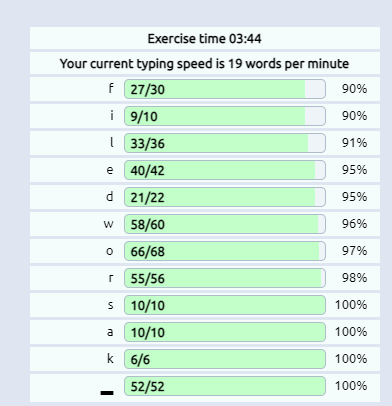 Exercise time 03:44
Your current typing speed is 19 words per minute
f 27/30 90%
i 9/10 90%
l 33/36 91%
e 40/42 95%
d 21/22 95%
w 58/60 96%
o 66/68 97%
r 55/56 98%
s 10/10 100%
a 10/10 100%
k 6/6 100%
_ 52/52 100%